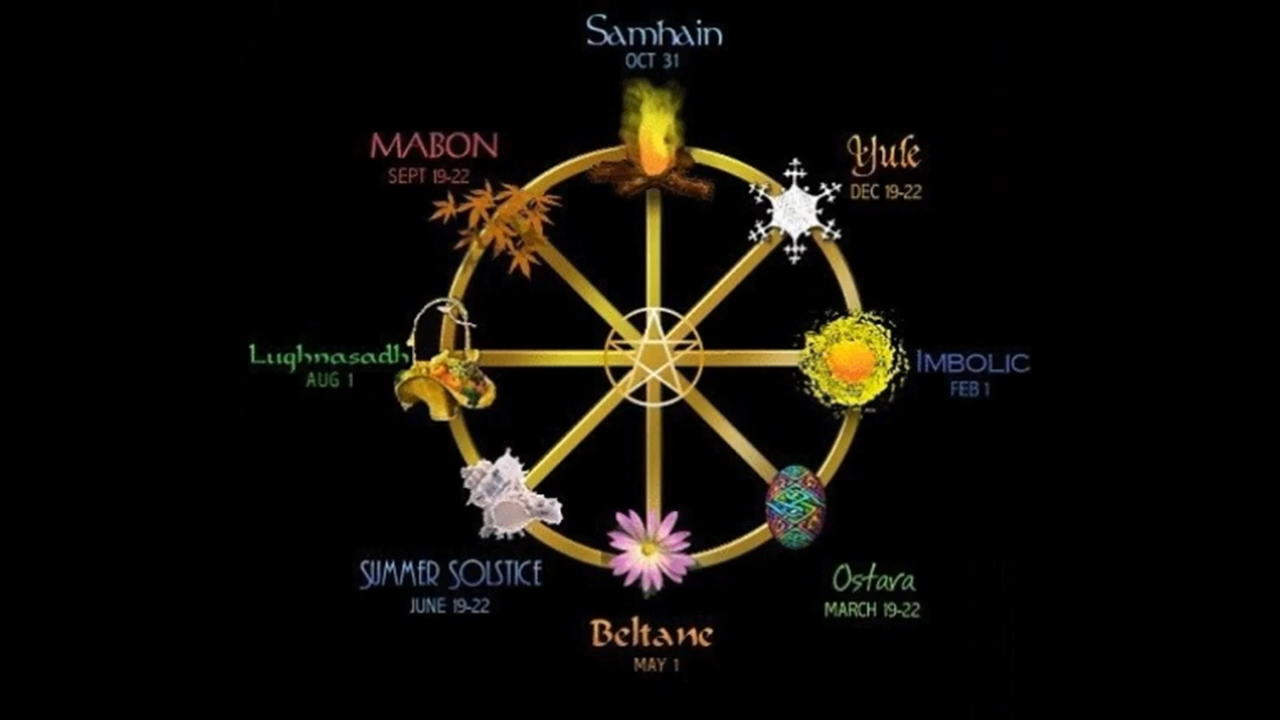 Samhain
OCT 31
MABON
SEPT 19-22
Yule
DEC 19-22
Lughnasadh
AUG 1
IMBOLIC
FEB 1
SUMMER SOLSTICE
JUNE 19-22
Ostara
MARCH 19-22
Beltane
MAY 1